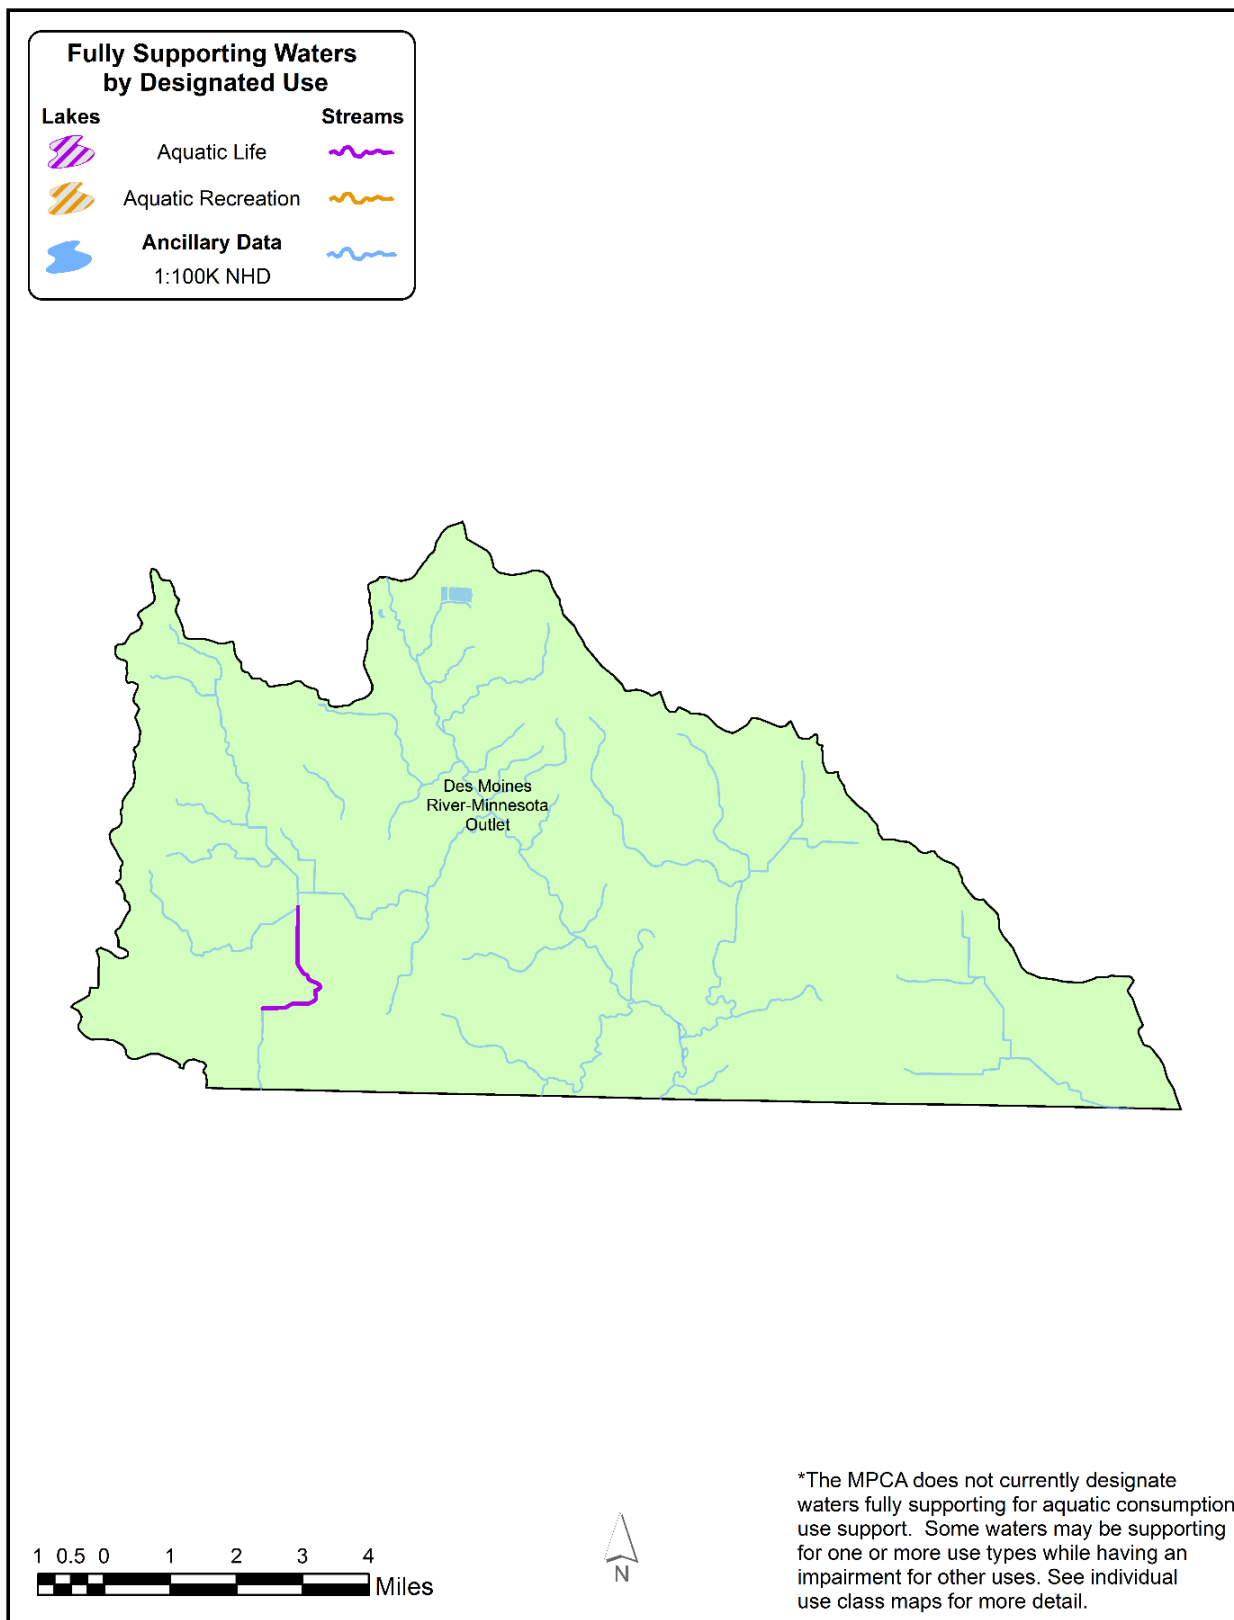 Fully Supporting Waters
by Designated Use
Lakes Streams
Aquatic Life
Aquatic Recreation
Ancillary Data
1:100K NHD
Des Moines
River-Minnesota
Outlet
*The MPCA does not currently designate
waters fully supporting for aquatic consumption
use support. Some waters may be supporting
for one or more use types while having an
impairment for other uses. See individual
use class maps for more detail.
1 0.5 0 1 2 3 4
Miles
N